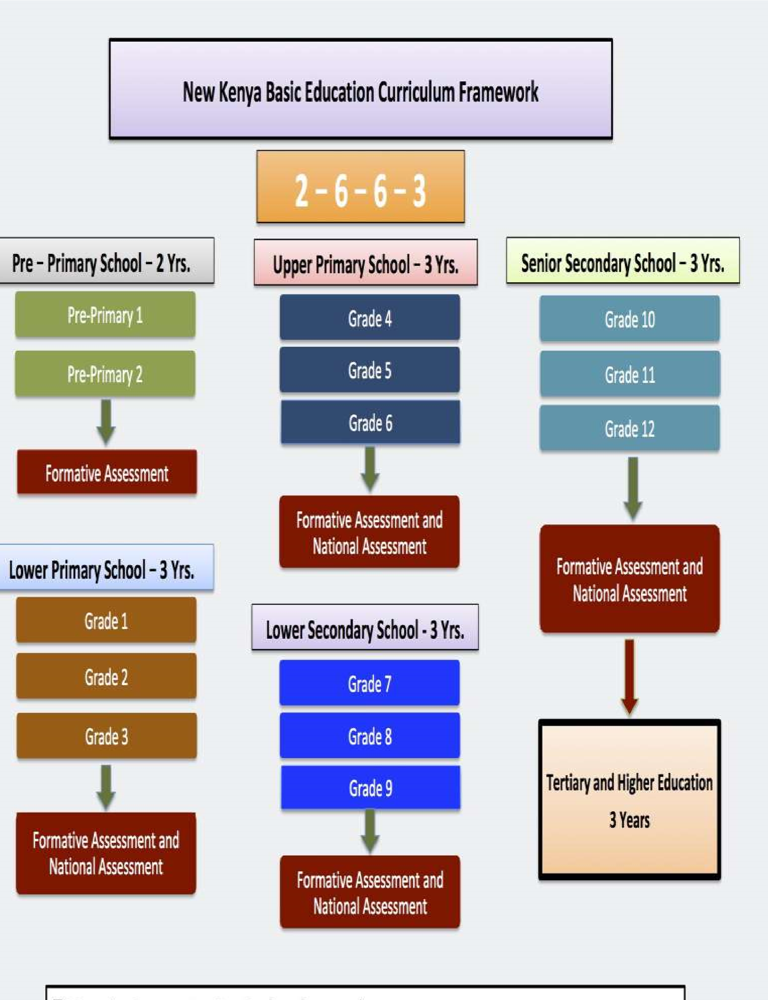 New Kenya Basic Education Curriculum Framework
2 – 6 – 6 – 3
Pre – Primary School – 2 Yrs.
Pre-Primary 1
Pre-Primary 2
Formative Assessment
Lower Primary School – 3 Yrs.
Grade 1
Grade 2
Grade 3
Formative Assessment and
National Assessment
Upper Primary School – 3 Yrs.
Grade 4
Grade 5
Grade 6
Formative Assessment and
National Assessment
Lower Secondary School - 3 Yrs.
Grade 7
Grade 8
Grade 9
Formative Assessment and
National Assessment
Senior Secondary School – 3 Yrs.
Grade 10
Grade 11
Grade 12
Formative Assessment and
National Assessment
Tertiary and Higher Education
3 Years